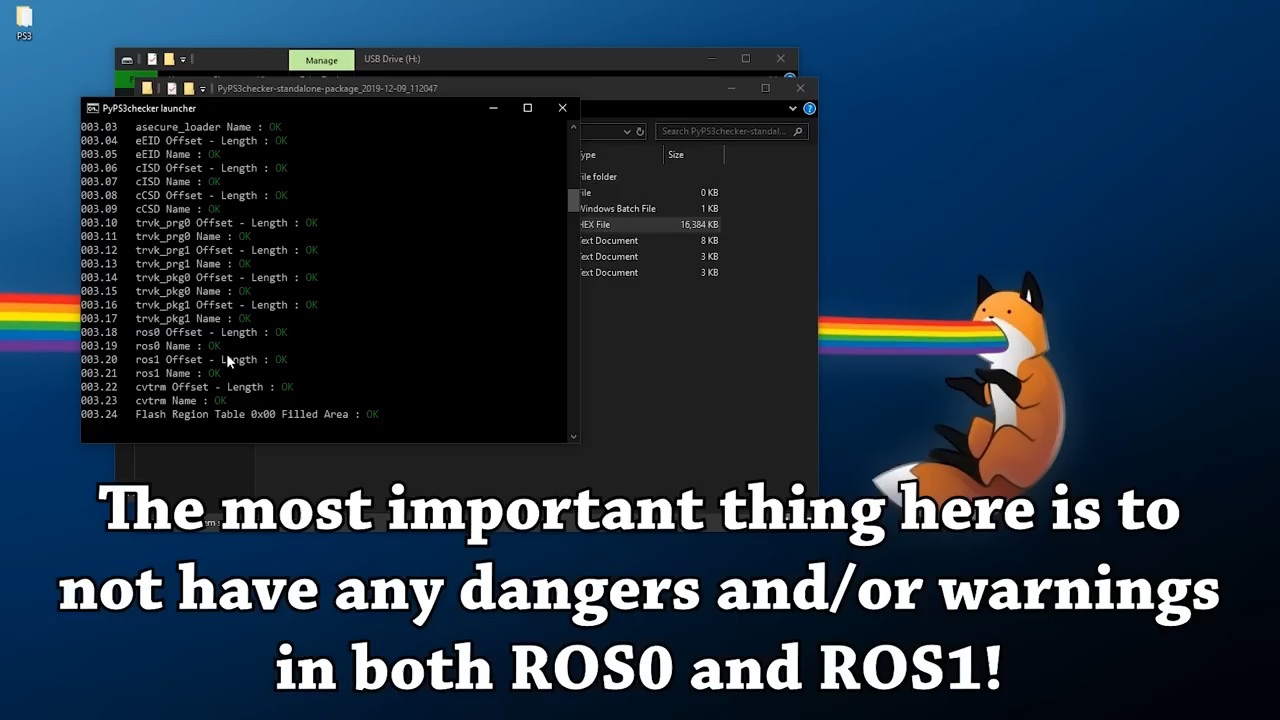 PS3
Manage
USB Drive (H:)
PyPS3checker-standalone-package_2019-12-09_112047
PyPS3checker launcher
Search PyPS3checker-standal...
ype
Size
ile folder
ile
0 KB
Windows Batch File
1 KB
HEX File
16,384 KB
Text Document
8 KB
Text Document
3 KB
Text Document
3 KB
003.03 asecure_loader Name : OK
003.04 eEID Offset - Length : OK
003.05 eEID Name : OK
003.06 cISD Offset - Length : OK
003.07 cISD Name : OK
003.08 cCSD Offset - Length : OK
003.09 cCSD Name : OK
003.10 trvk_prg0 Offset - Length : OK
003.11 trvk_prg0 Name : OK
003.12 trvk_prg1 Offset - Length : OK
003.13 trvk_prg1 Name : OK
003.14 trvk_pkg0 Offset - Length : OK
003.15 trvk_pkg0 Name : OK
003.16 trvk_pkg1 Offset - Length : OK
003.17 trvk_pkg1 Name : OK
003.18 ros0 Offset - Length : OK
003.19 ros0 Name : OK
003.20 ros1 Offset - Length : OK
003.21 ros1 Name : OK
003.22 cvtrm Offset - Length : OK
003.23 cvtrm Name : OK
003.24 Flash Region Table 0x00 Filled Area : OK
The most important thing here is to
not have any dangers and/or warnings
in both ROS0 and ROS1!